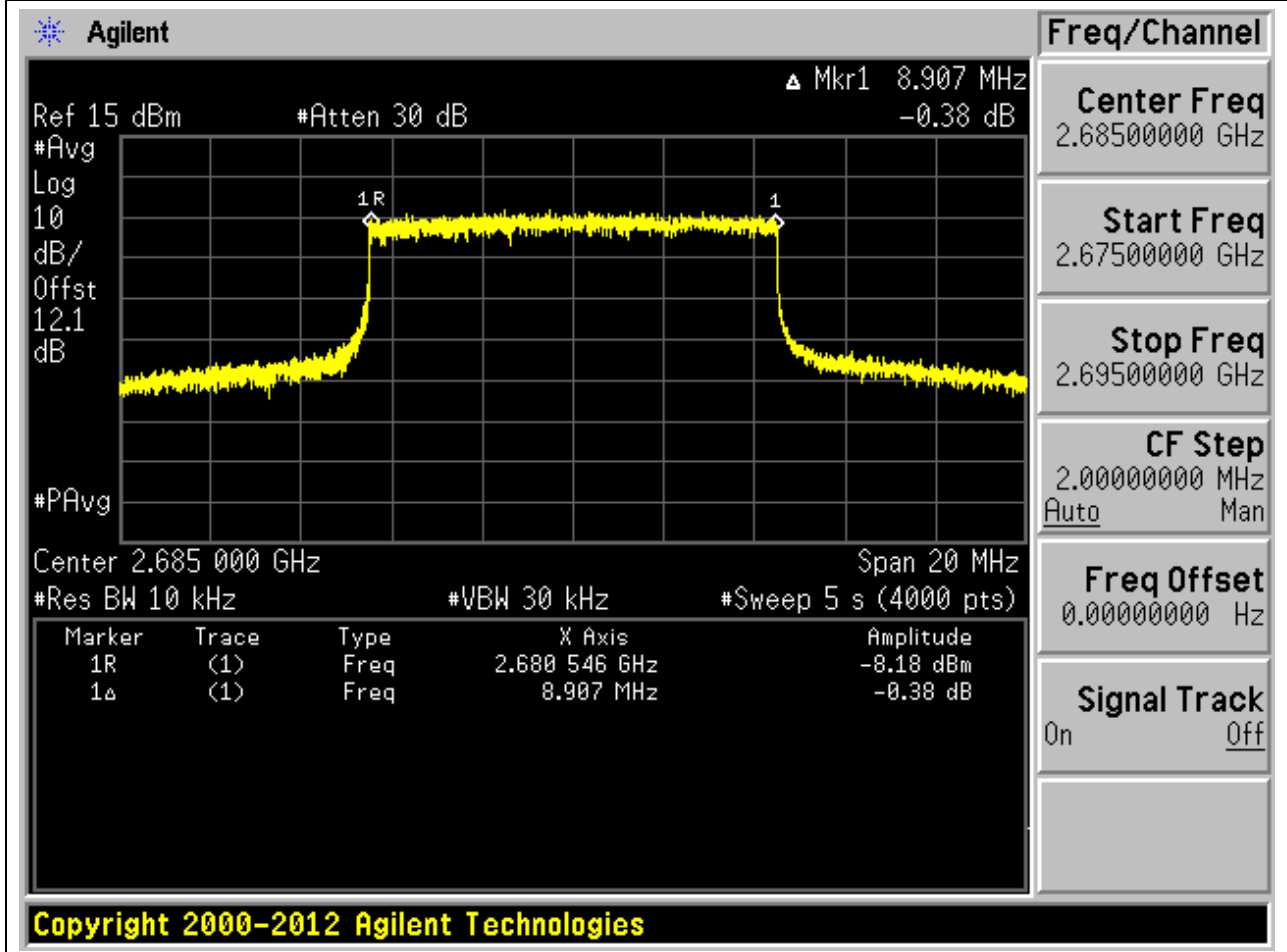 Agilent
Freq/Channel
Δ Mkr1 8.907 MHz
Ref 15 dBm #Atten 30 dB -0.38 dB
#Avg
Log
10
dB/
Offst
12.1
dB
1R
1
#PAvg
Center 2.685 000 GHz Span 20 MHz
#Res BW 10 kHz #VBW 30 kHz #Sweep 5 s (4000 pts)
Marker Trace Type X Axis Amplitude
1R (1) Freq 2.680 546 GHz -8.18 dBm
1Δ (1) Freq 8.907 MHz -0.38 dB
Center Freq
2.68500000 GHz
Start Freq
2.67500000 GHz
Stop Freq
2.69500000 GHz
CF Step
2.00000000 MHz
Auto Man
Freq Offset
0.00000000 Hz
Signal Track
On Off
Copyright 2000-2012 Agilent Technologies